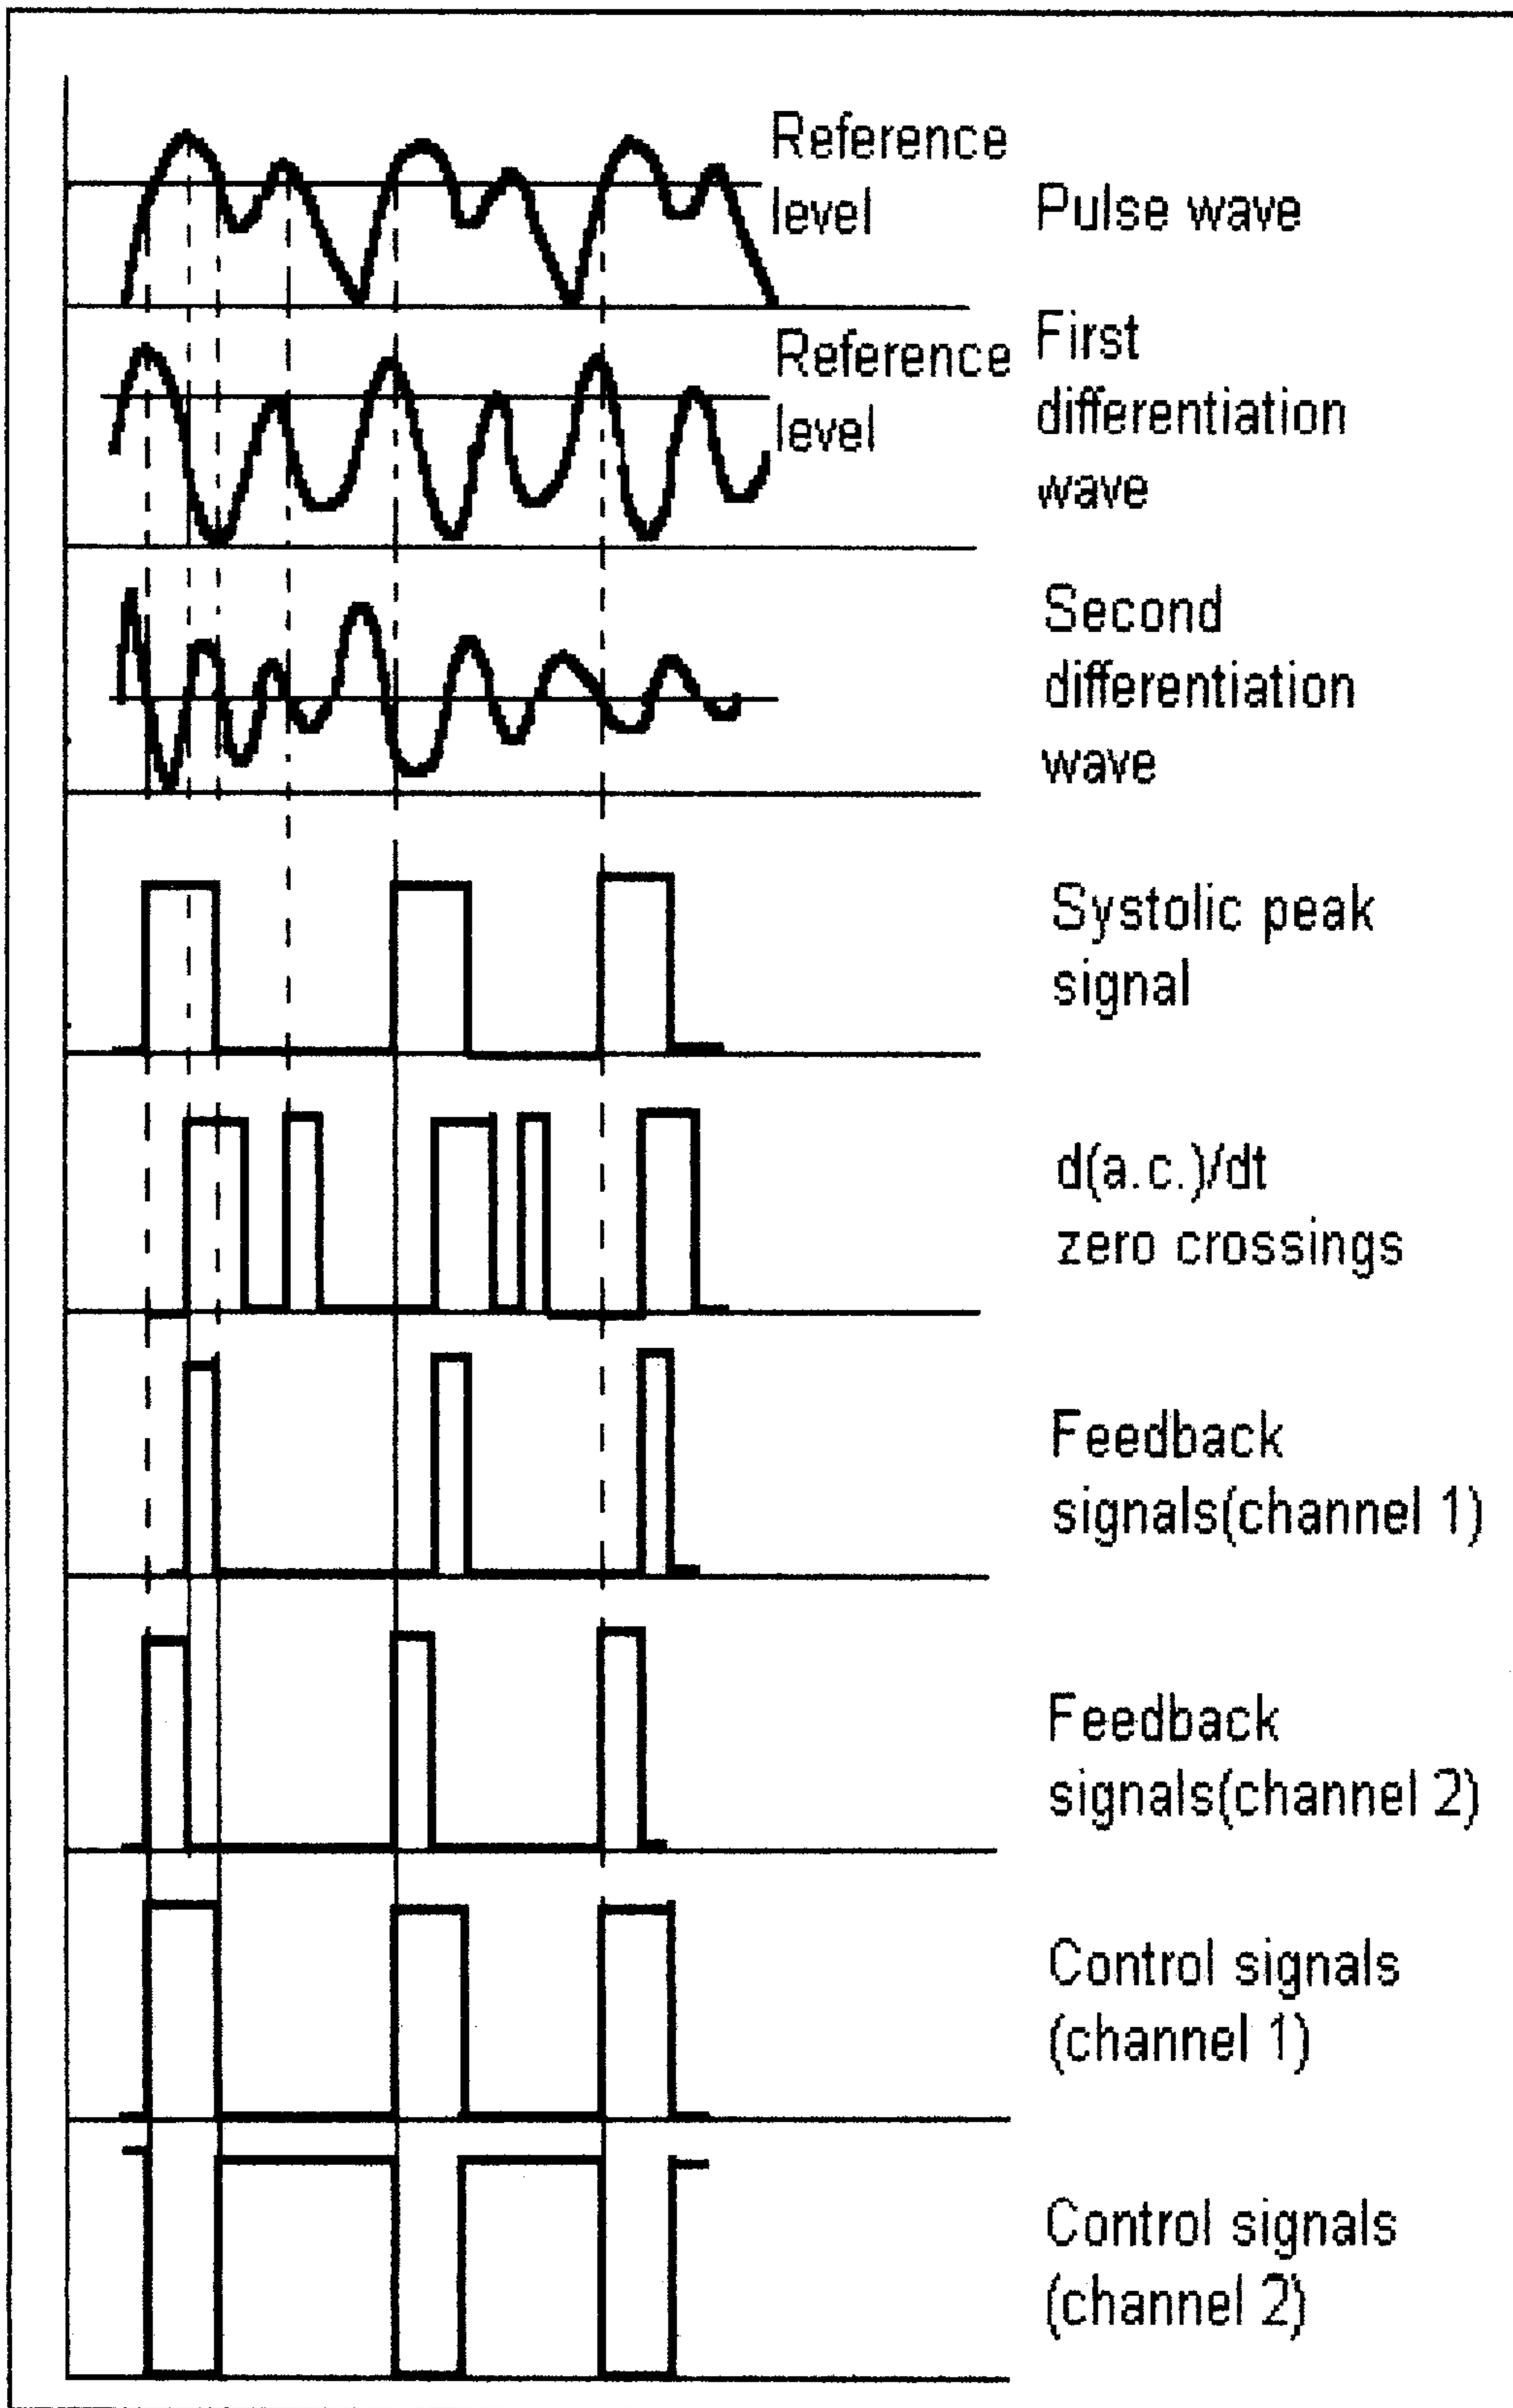 Reference
level
Pulse wave
Reference
level
First
differentiation
wave
Second
differentiation
wave
Systolic peak
signal
d(a.c.)/dt
zero crossings
Feedback
signals(channel 1)
Feedback
signals(channel 2)
Control signals
(channel 1)
Control signals
(channel 2)